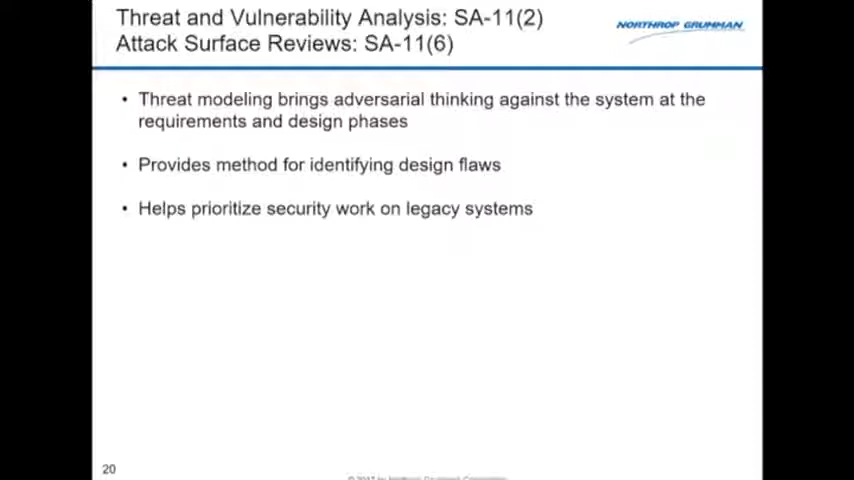 Threat and Vulnerability Analysis: SA-11(2)
Attack Surface Reviews: SA-11(6)
NORTHROP GRUMMAN
• Threat modeling brings adversarial thinking against the system at the
requirements and design phases
• Provides method for identifying design flaws
• Helps prioritize security work on legacy systems
20